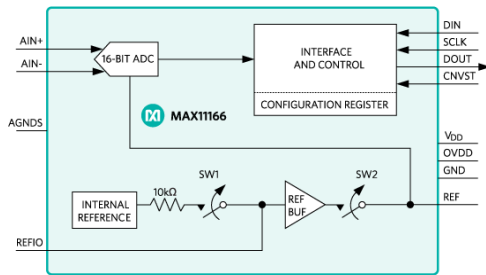 AIN+
AIN-
AGNDS
REFIO
16-BIT ADC
MAX11166
INTERFACE
AND CONTROL
CONFIGURATION REGISTER
INTERNAL
REFERENCE
10kΩ
SW1
REF
BUF
SW2
DIN
SCLK
DOUT
CNVST
VDD
OVDD
GND
REF